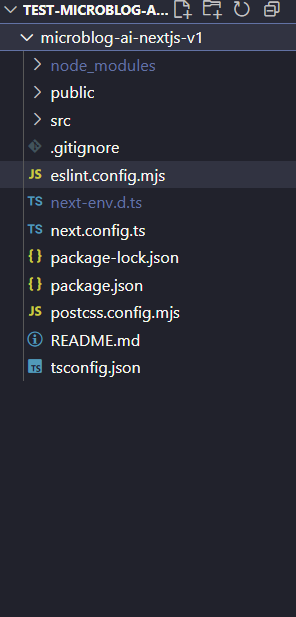 TEST-MICROBLOG-A...
microblog-ai-nextjs-v1
node_modules
public
src
.gitignore
JS eslint.config.mjs
TS next-env.d.ts
TS next.config.ts
{} package-lock.json
{} package.json
JS postcss.config.mjs
README.md
TS tsconfig.json